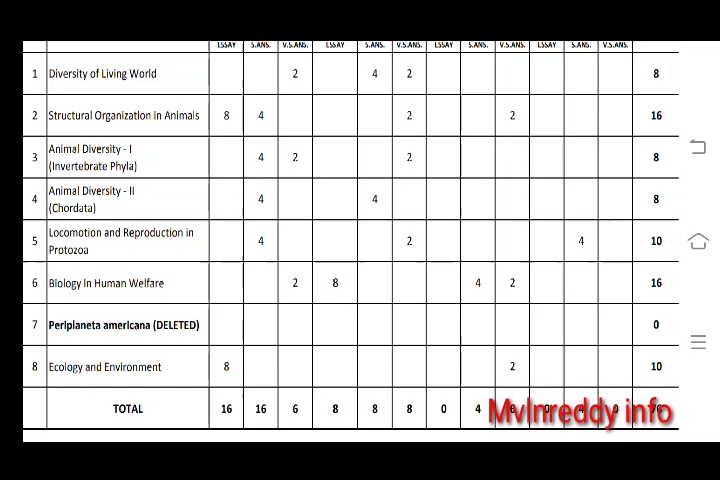 ESSAY S.ANS. V.S.ANS. ESSAY S.ANS. V.S.ANS. ESSAY S.ANS. V.S.ANS. ESSAY S.ANS. V.S.ANS.
1 Diversity of Living World 2 4 2 8
2 Structural Organization in Animals 8 4 2 2 16
3 Animal Diversity - I
(Invertebrate Phyla) 4 2 2 8
4 Animal Diversity - II
(Chordata) 4 4 8
5 Locomotion and Reproduction in
Protozoa 4 2 4 10
6 Biology in Human Welfare 2 8 4 2 16
7 Periplaneta americana (DELETED) 0
8 Ecology and Environment 8 2 10
TOTAL 16 16 6 8 8 8 0 4
Mvlnreddy info